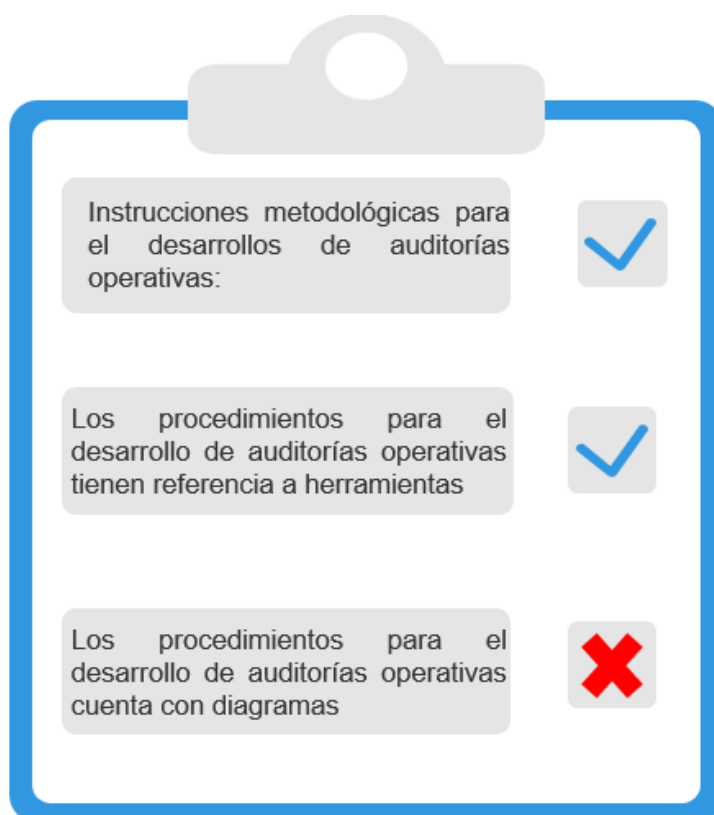 Instrucciones metodológicas para
el desarrollos de auditorías
operativas:
Los procedimientos para el
desarrollo de auditorías operativas
tienen referencia a herramientas
Los procedimientos para el
desarrollo de auditorías operativas
cuenta con diagramas